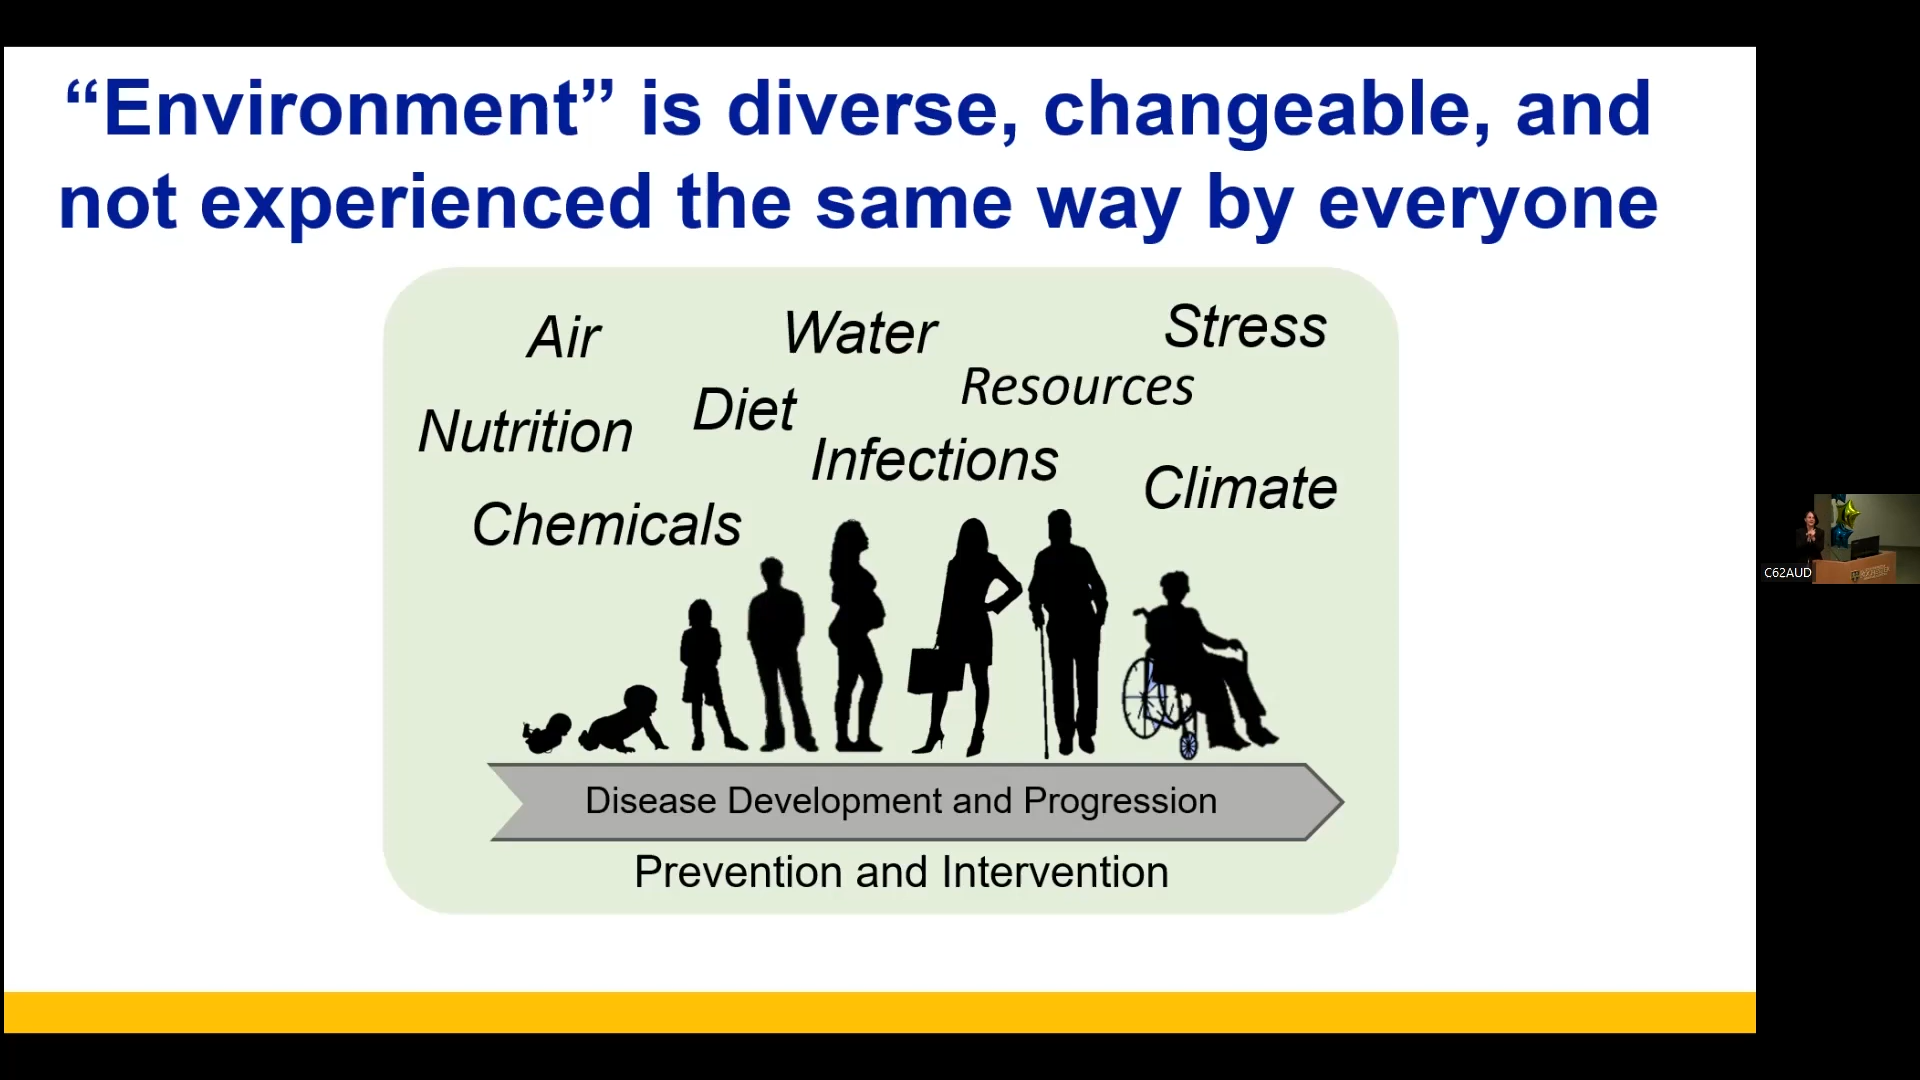 “Environment” is diverse, changeable, and
not experienced the same way by everyone
Air
Water
Stress
Resources
Diet
Nutrition
Infections
Climate
Chemicals
Disease Development and Progression
Prevention and Intervention
C62AUD